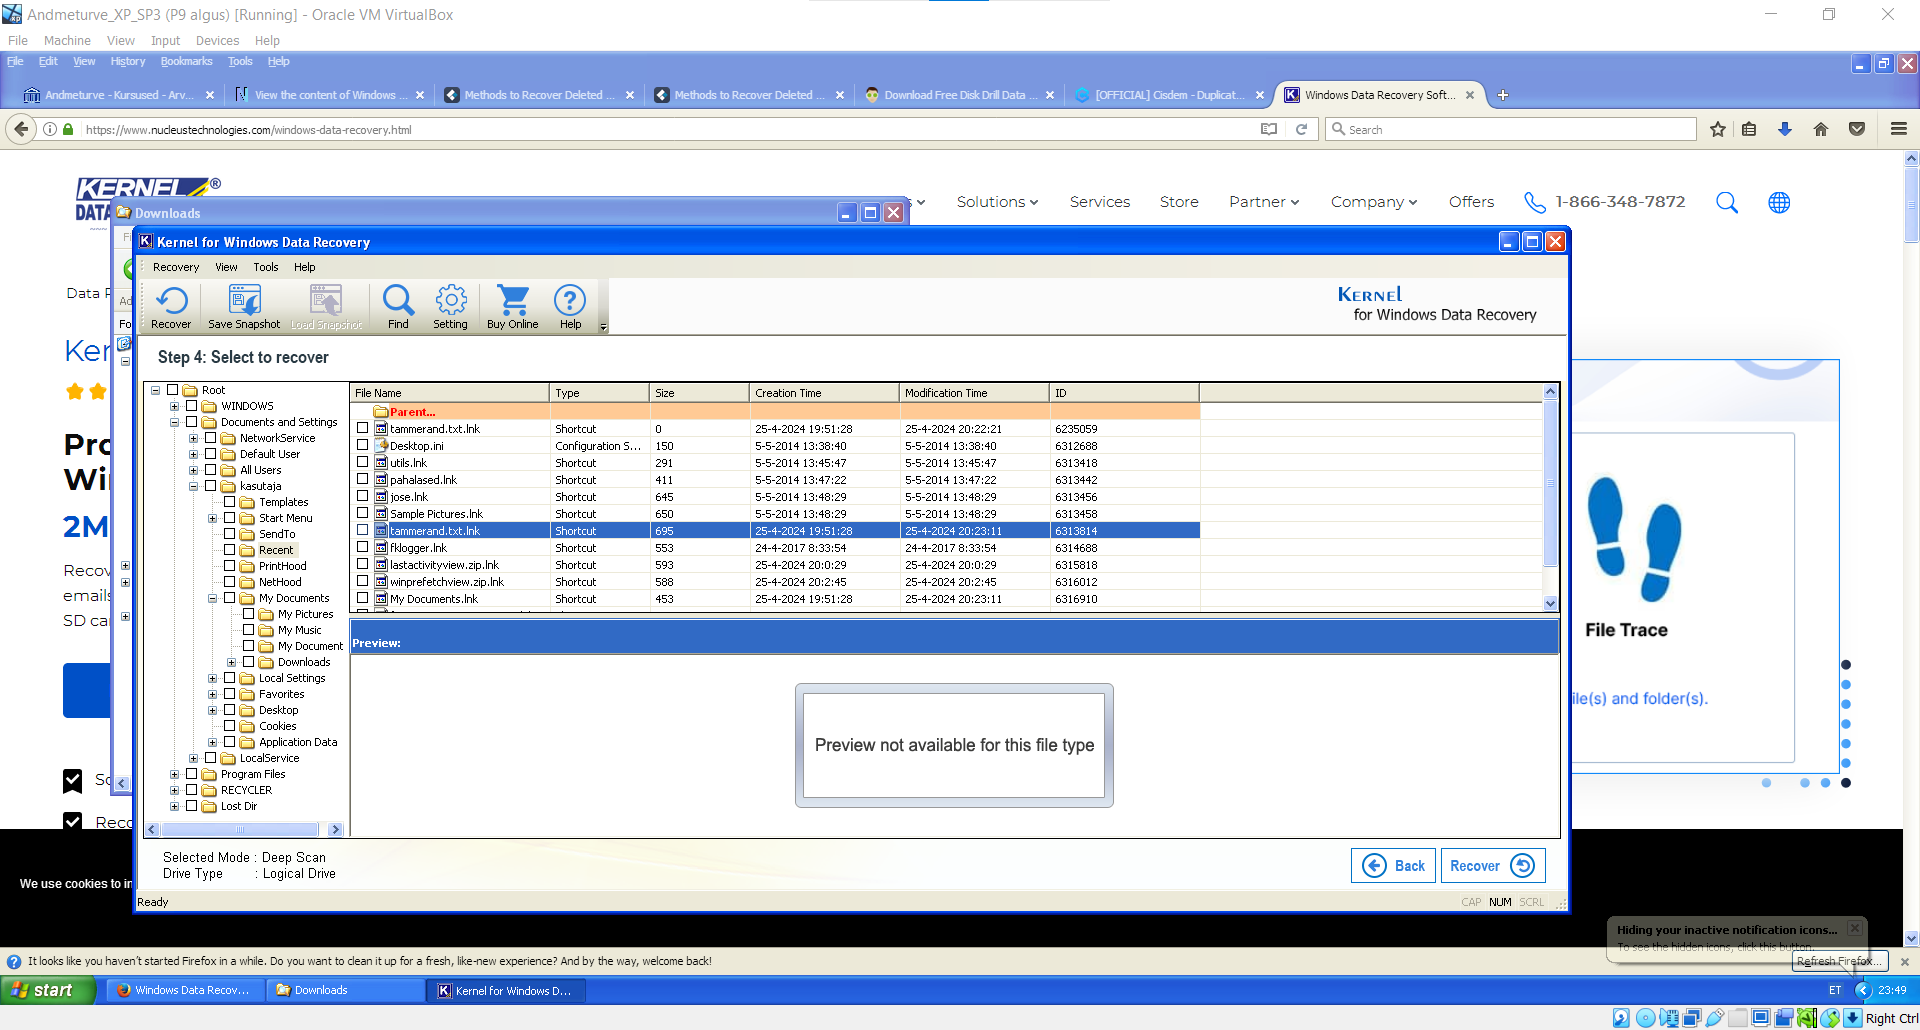 Andmeturve_XP_SP3 (P9 algus) [Running] - Oracle VM VirtualBox
File Machine View Input Devices Help
File Edit View History Bookmarks Tools Help
Andmeturve - Kursused - Arv...
View the content of Windows ...
Methods to Recover Deleted ...
Methods to Recover Deleted ...
Download Free Disk Drill Data ...
[OFFICIAL] Cisdem - Duplicat...
Windows Data Recovery Soft...
https://www.nucleustechnologies.com/windows-data-recovery.html
Search
KERNEL ®
DATA
s Solutions Services Store Partner Company Offers 1-866-348-7872
Downloads
Kernel for Windows Data Recovery
Recovery View Tools Help
Data R
Ad
Fo
Recover Save Snapshot Load Snapshot Find Setting Buy Online Help
KERNEL
for Windows Data Recovery
Ker
Step 4: Select to recover
Root
WINDOWS
Documents and Settings
NetworkService
Default User
All Users
kasutaja
Templates
Start Menu
SendTo
Recent
PrintHood
NetHood
My Documents
My Pictures
My Music
My Document
Downloads
Local Settings
Favorites
Desktop
Cookies
Application Data
LocalService
Program Files
RECYCLER
Lost Dir
File Name Type Size Creation Time Modification Time ID
Parent...
tammerand.txt.lnk Shortcut 0 25-4-2024 19:51:28 25-4-2024 20:22:21 6235059
Desktop.ini Configuration S... 150 5-5-2014 13:38:40 5-5-2014 13:38:40 6312688
utils.lnk Shortcut 291 5-5-2014 13:45:47 5-5-2014 13:45:47 6313418
pahalased.lnk Shortcut 411 5-5-2014 13:47:22 5-5-2014 13:47:22 6313442
jose.lnk Shortcut 645 5-5-2014 13:48:29 5-5-2014 13:48:29 6313456
Sample Pictures.lnk Shortcut 650 5-5-2014 13:48:29 5-5-2014 13:48:29 6313458
tammerand.txt.lnk Shortcut 695 25-4-2024 19:51:28 25-4-2024 20:23:11 6313814
fklogger.lnk Shortcut 553 24-4-2017 8:33:54 24-4-2017 8:33:54 6314688
lastactivityview.zip.lnk Shortcut 593 25-4-2024 20:0:29 25-4-2024 20:0:29 6315818
winprefetchview.zip.lnk Shortcut 588 25-4-2024 20:2:45 25-4-2024 20:2:45 6316012
My Documents.lnk Shortcut 453 25-4-2024 19:51:28 25-4-2024 20:23:11 6316910
Preview:
Preview not available for this file type
Pro
Wi
2M
Recov
emails
SD ca
So
Reco
File Trace
ile(s) and folder(s).
Selected Mode : Deep Scan
Drive Type : Logical Drive
Back Recover
Ready
CAP NUM SCRL
We use cookies to in
Hiding your inactive notification icons...
To see the hidden icons, click this button.
It looks like you haven't started Firefox in a while. Do you want to clean it up for a fresh, like-new experience? And by the way, welcome back!
Refresh Firefox...
start
Windows Data Recov...
Downloads
Kernel for Windows D...
ET
23:49
Right Ctrl